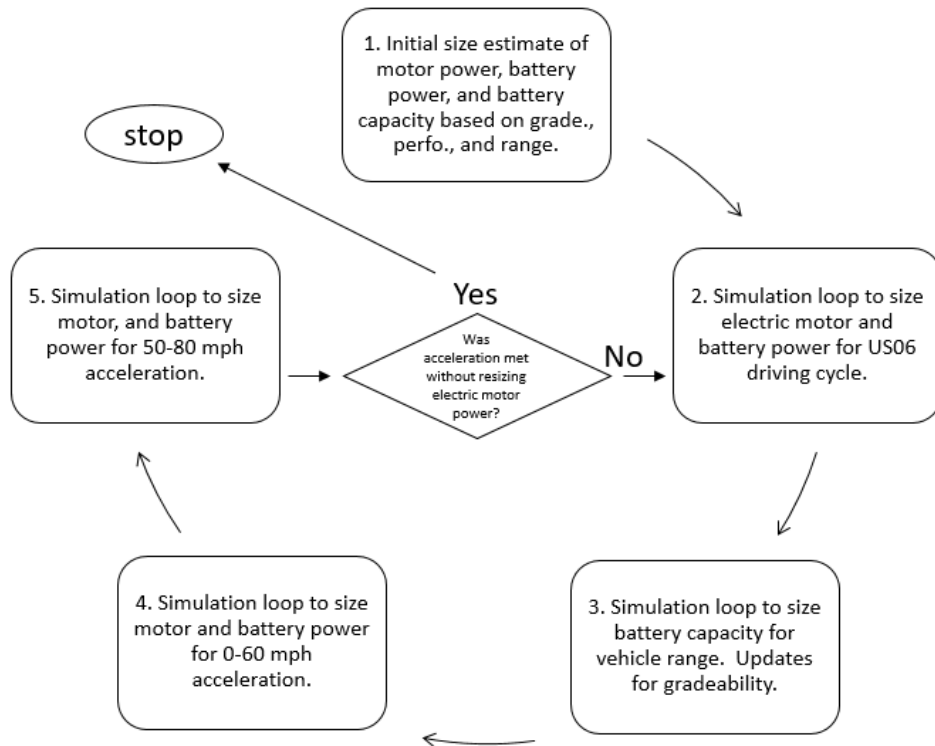 1. Initial size estimate of
motor power, battery
power, and battery
capacity based on grade.,
perfo., and range.
stop
5. Simulation loop to size
motor, and battery
power for 50-80 mph
acceleration.
Yes
Was
acceleration met
without resizing
electric motor
power?
No
2. Simulation loop to size
electric motor and
battery power for US06
driving cycle.
4. Simulation loop to size
motor and battery power
for 0-60 mph
acceleration.
3. Simulation loop to size
battery capacity for
vehicle range.  Updates
for gradeability.